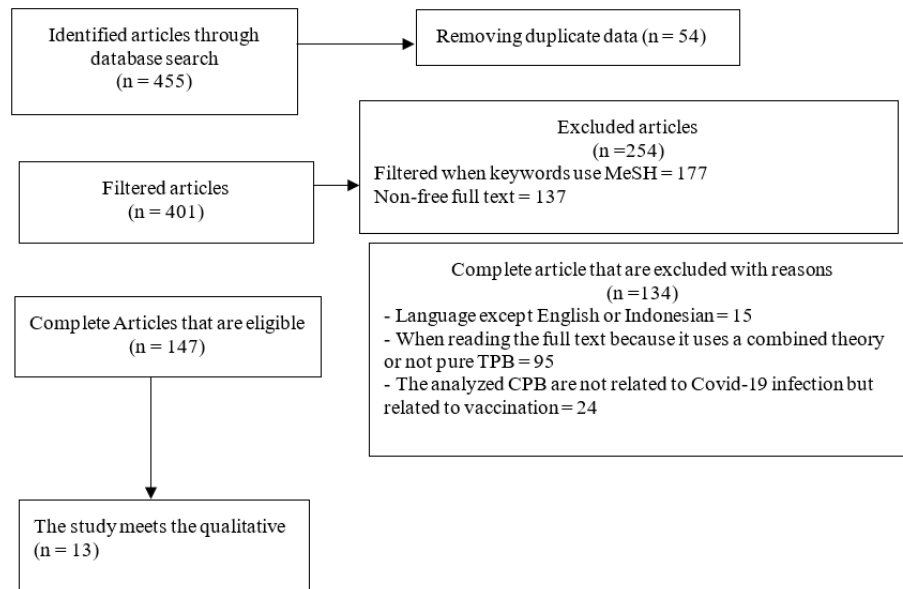 Identified articles through
database search
(n = 455)
Removing duplicate data (n = 54)
Excluded articles
(n =254)
Filtered when keywords use MeSH = 177
Non-free full text = 137
Filtered articles
(n = 401)
Complete article that are excluded with reasons
(n =134)
- Language except English or Indonesian = 15
- When reading the full text because it uses a combined theory
or not pure TPB = 95
- The analyzed CPB are not related to Covid-19 infection but
related to vaccination = 24
Complete Articles that are eligible
(n = 147)
The study meets the qualitative
(n = 13)